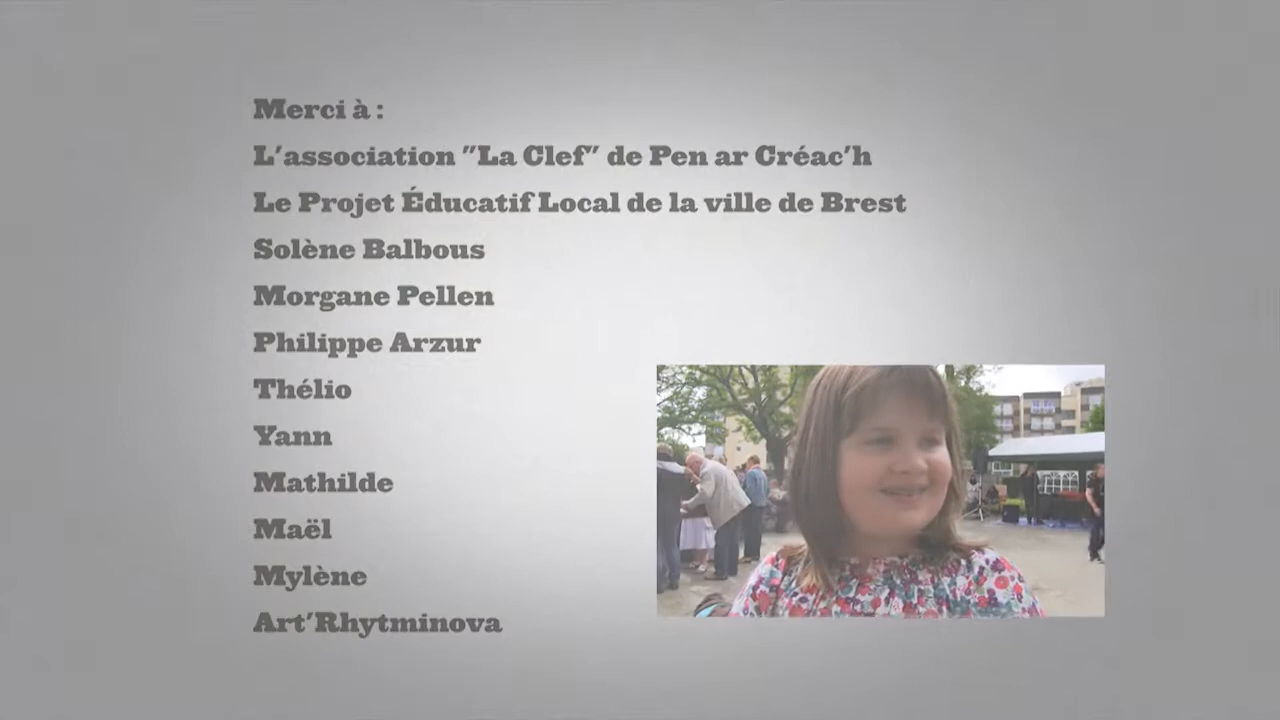 Merci à :
L'association "La Clef" de Pen ar Créac'h
Le Projet Éducatif Local de la ville de Brest
Solène Balbous
Morgane Pellen
Philippe Arzur
Thélio
Yann
Mathilde
Maël
Mylène
Art'Rhytminova